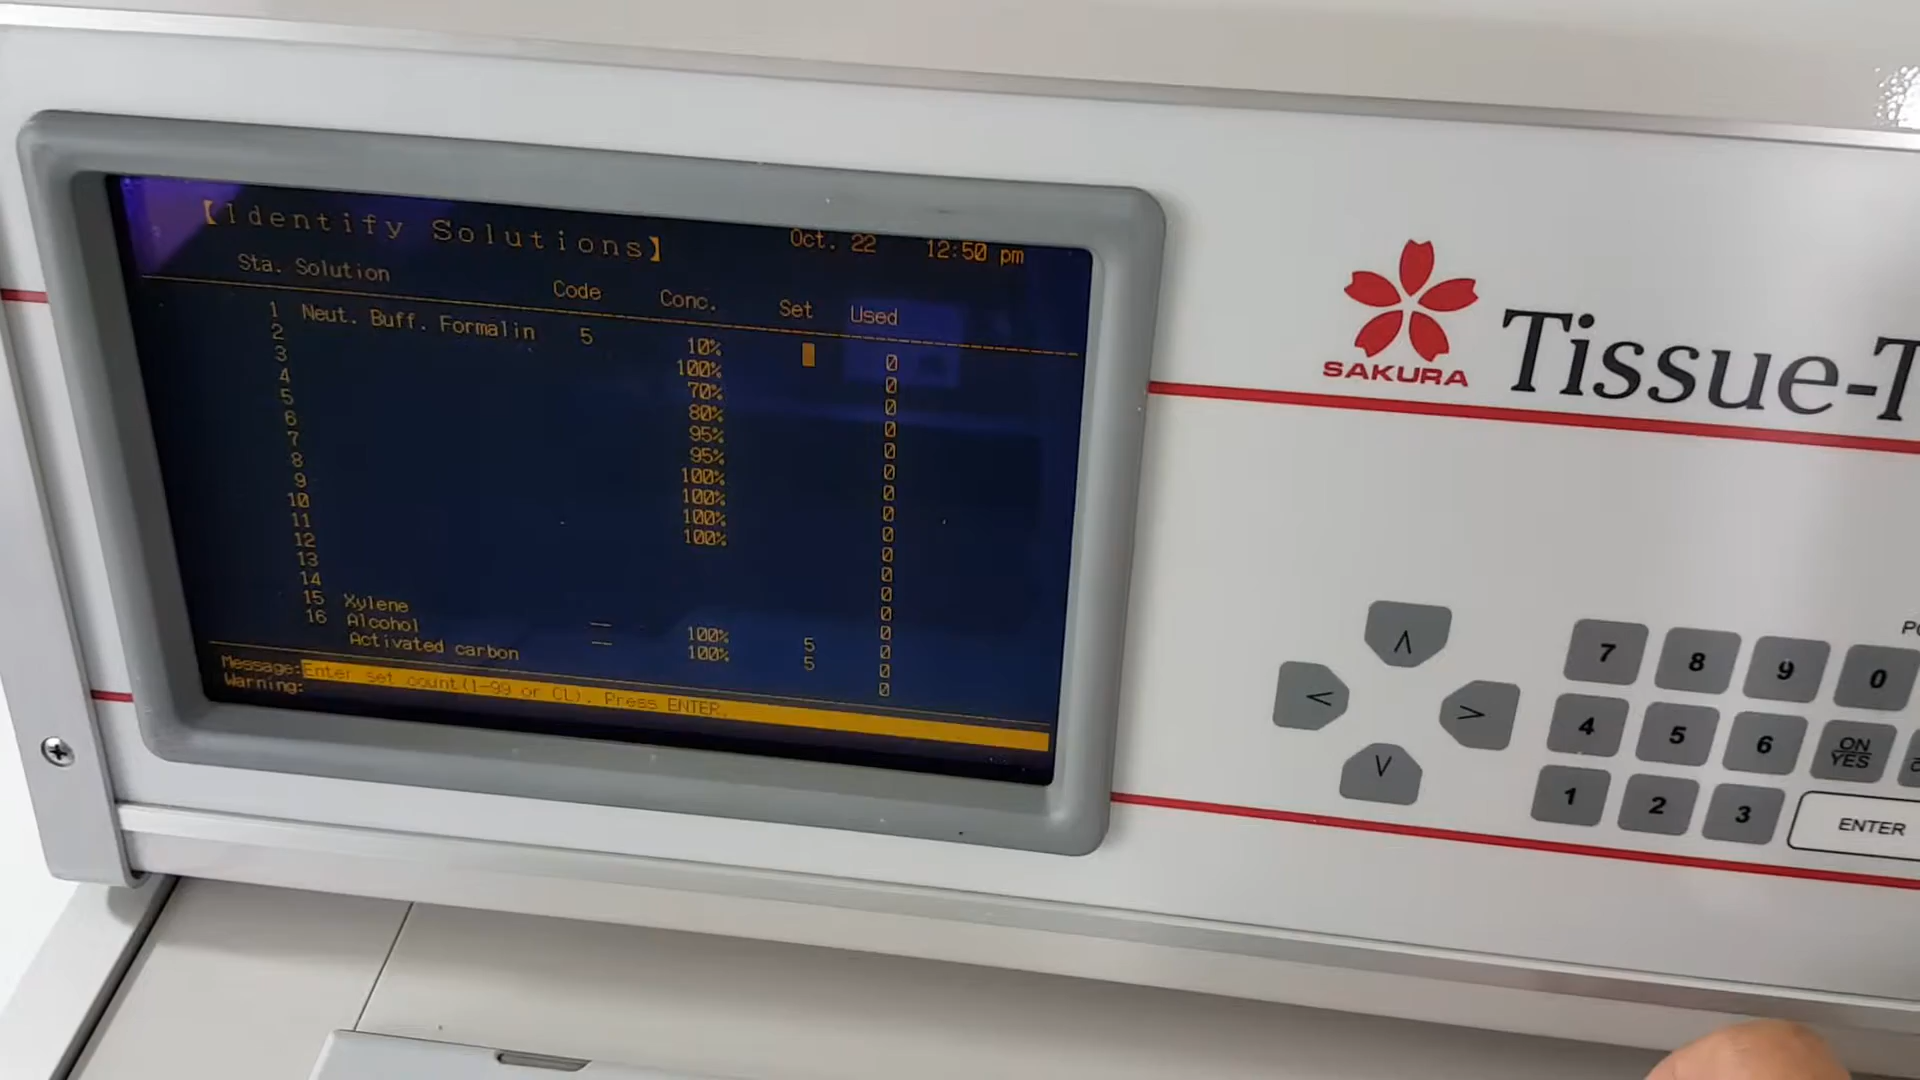 【Identify Solutions】 Oct. 22 12:50 pm
Sta. Solution Code Conc. Set Used
1 Neut. Buff. Formalin 5 10% 0
2 100% 0
3 70% 0
4 80% 0
5 95% 0
6 95% 0
7 100% 0
8 100% 0
9 100% 0
10 100% 0
11 0
12 0
13 0
14 0
15 Xylene -- 100% 5 0
16 Alcohol -- 100% 5 0
Activated carbon 0
Message:Enter set count(1-99 or CL). Press ENTER.
Warning:
SAKURA
Tissue-T
∧
< >
∨
7 8 9 0
4 5 6 ON YES
1 2 3 ENTER